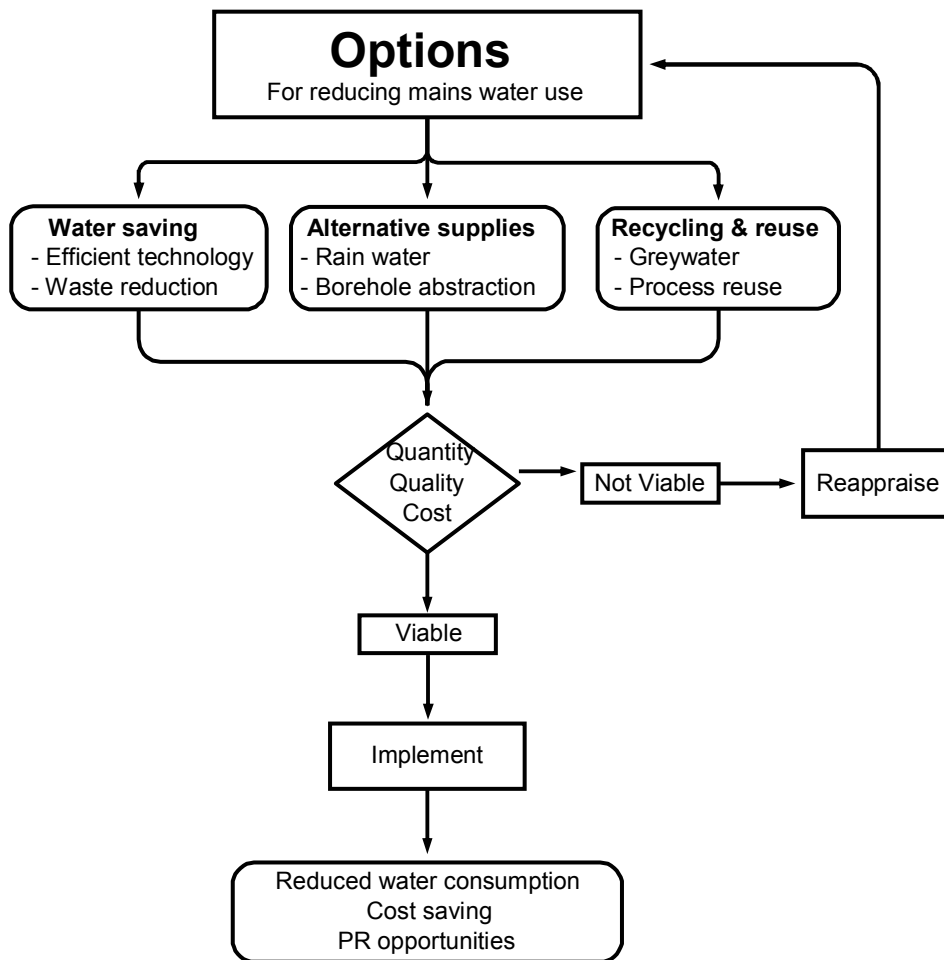 Options
For reducing mains water use
Water saving
- Efficient technology
- Waste reduction
Alternative supplies
- Rain water
- Borehole abstraction
Recycling & reuse
- Greywater
- Process reuse
Quantity
Quality
Cost
Not Viable
Reappraise
Viable
Implement
Reduced water consumption
Cost saving
PR opportunities